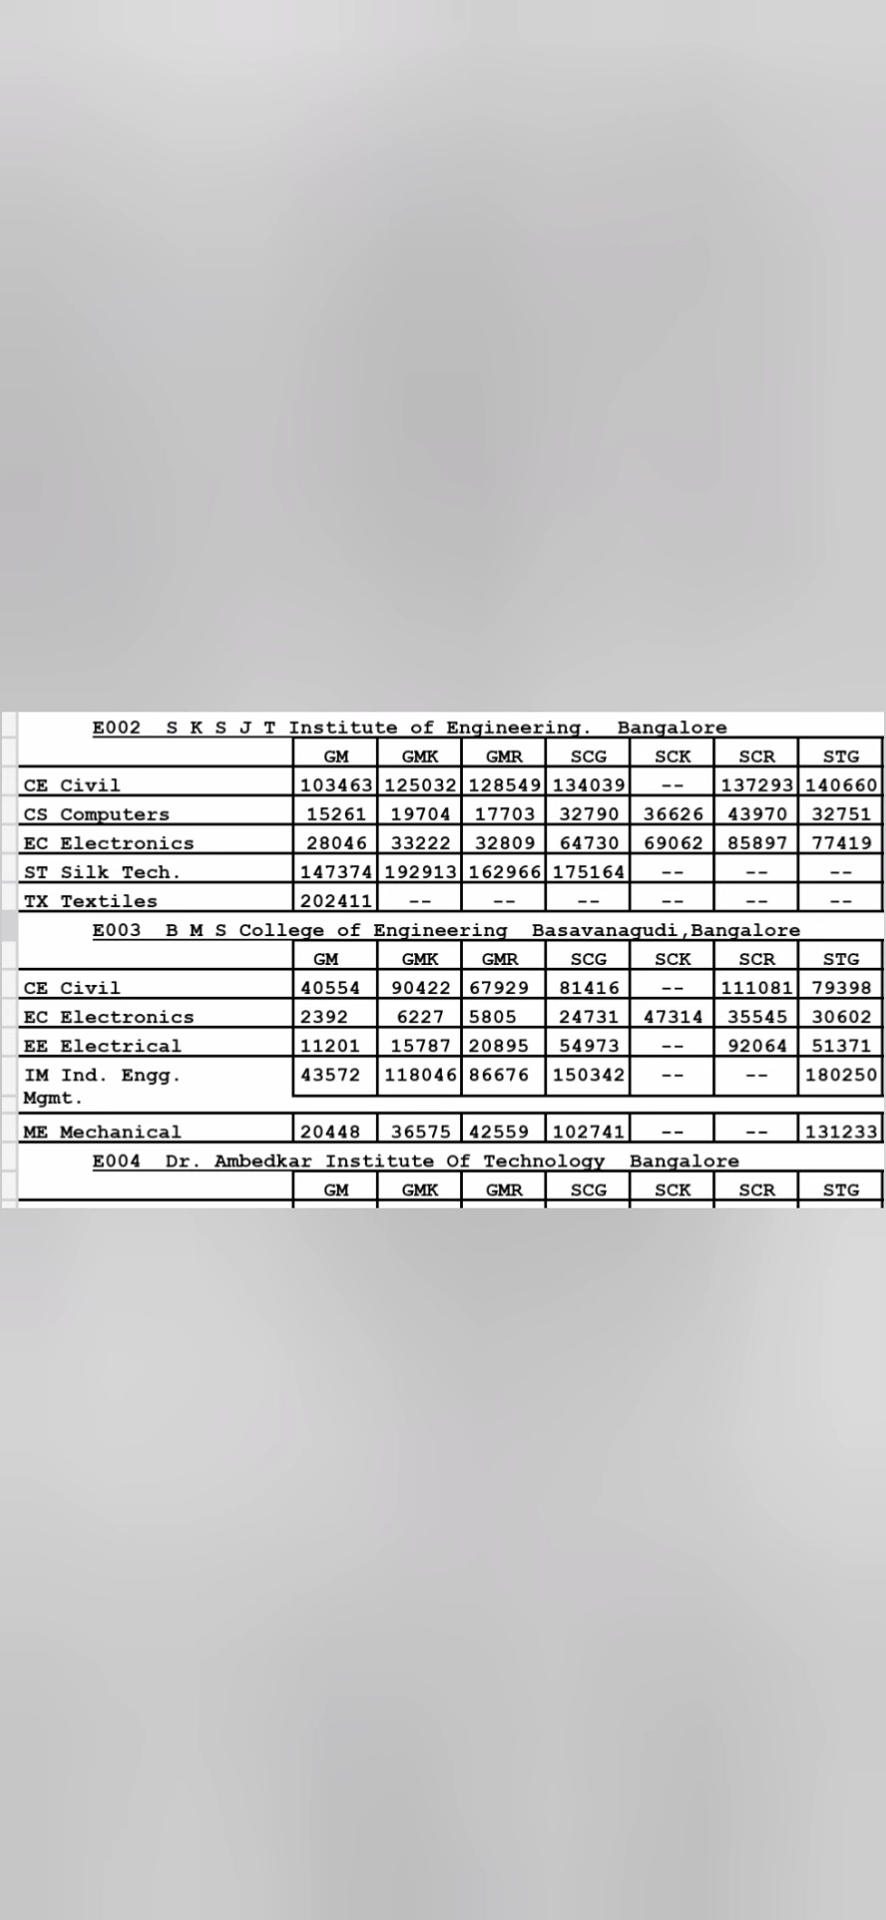 E002 S K S J T Institute of Engineering. Bangalore
GM GMK GMR SCG SCK SCR STG
CE Civil 103463 125032 128549 134039 -- 137293 140660
CS Computers 15261 19704 17703 32790 36626 43970 32751
EC Electronics 28046 33222 32809 64730 69062 85897 77419
ST Silk Tech. 147374 192913 162966 175164 -- -- --
TX Textiles 202411 -- -- -- -- -- --
E003 B M S College of Engineering Basavanagudi,Bangalore
GM GMK GMR SCG SCK SCR STG
CE Civil 40554 90422 67929 81416 -- 111081 79398
EC Electronics 2392 6227 5805 24731 47314 35545 30602
EE Electrical 11201 15787 20895 54973 -- 92064 51371
IM Ind. Engg. 43572 118046 86676 150342 -- -- 180250
Mgmt.
ME Mechanical 20448 36575 42559 102741 -- -- 131233
E004 Dr. Ambedkar Institute Of Technology Bangalore
GM GMK GMR SCG SCK SCR STG